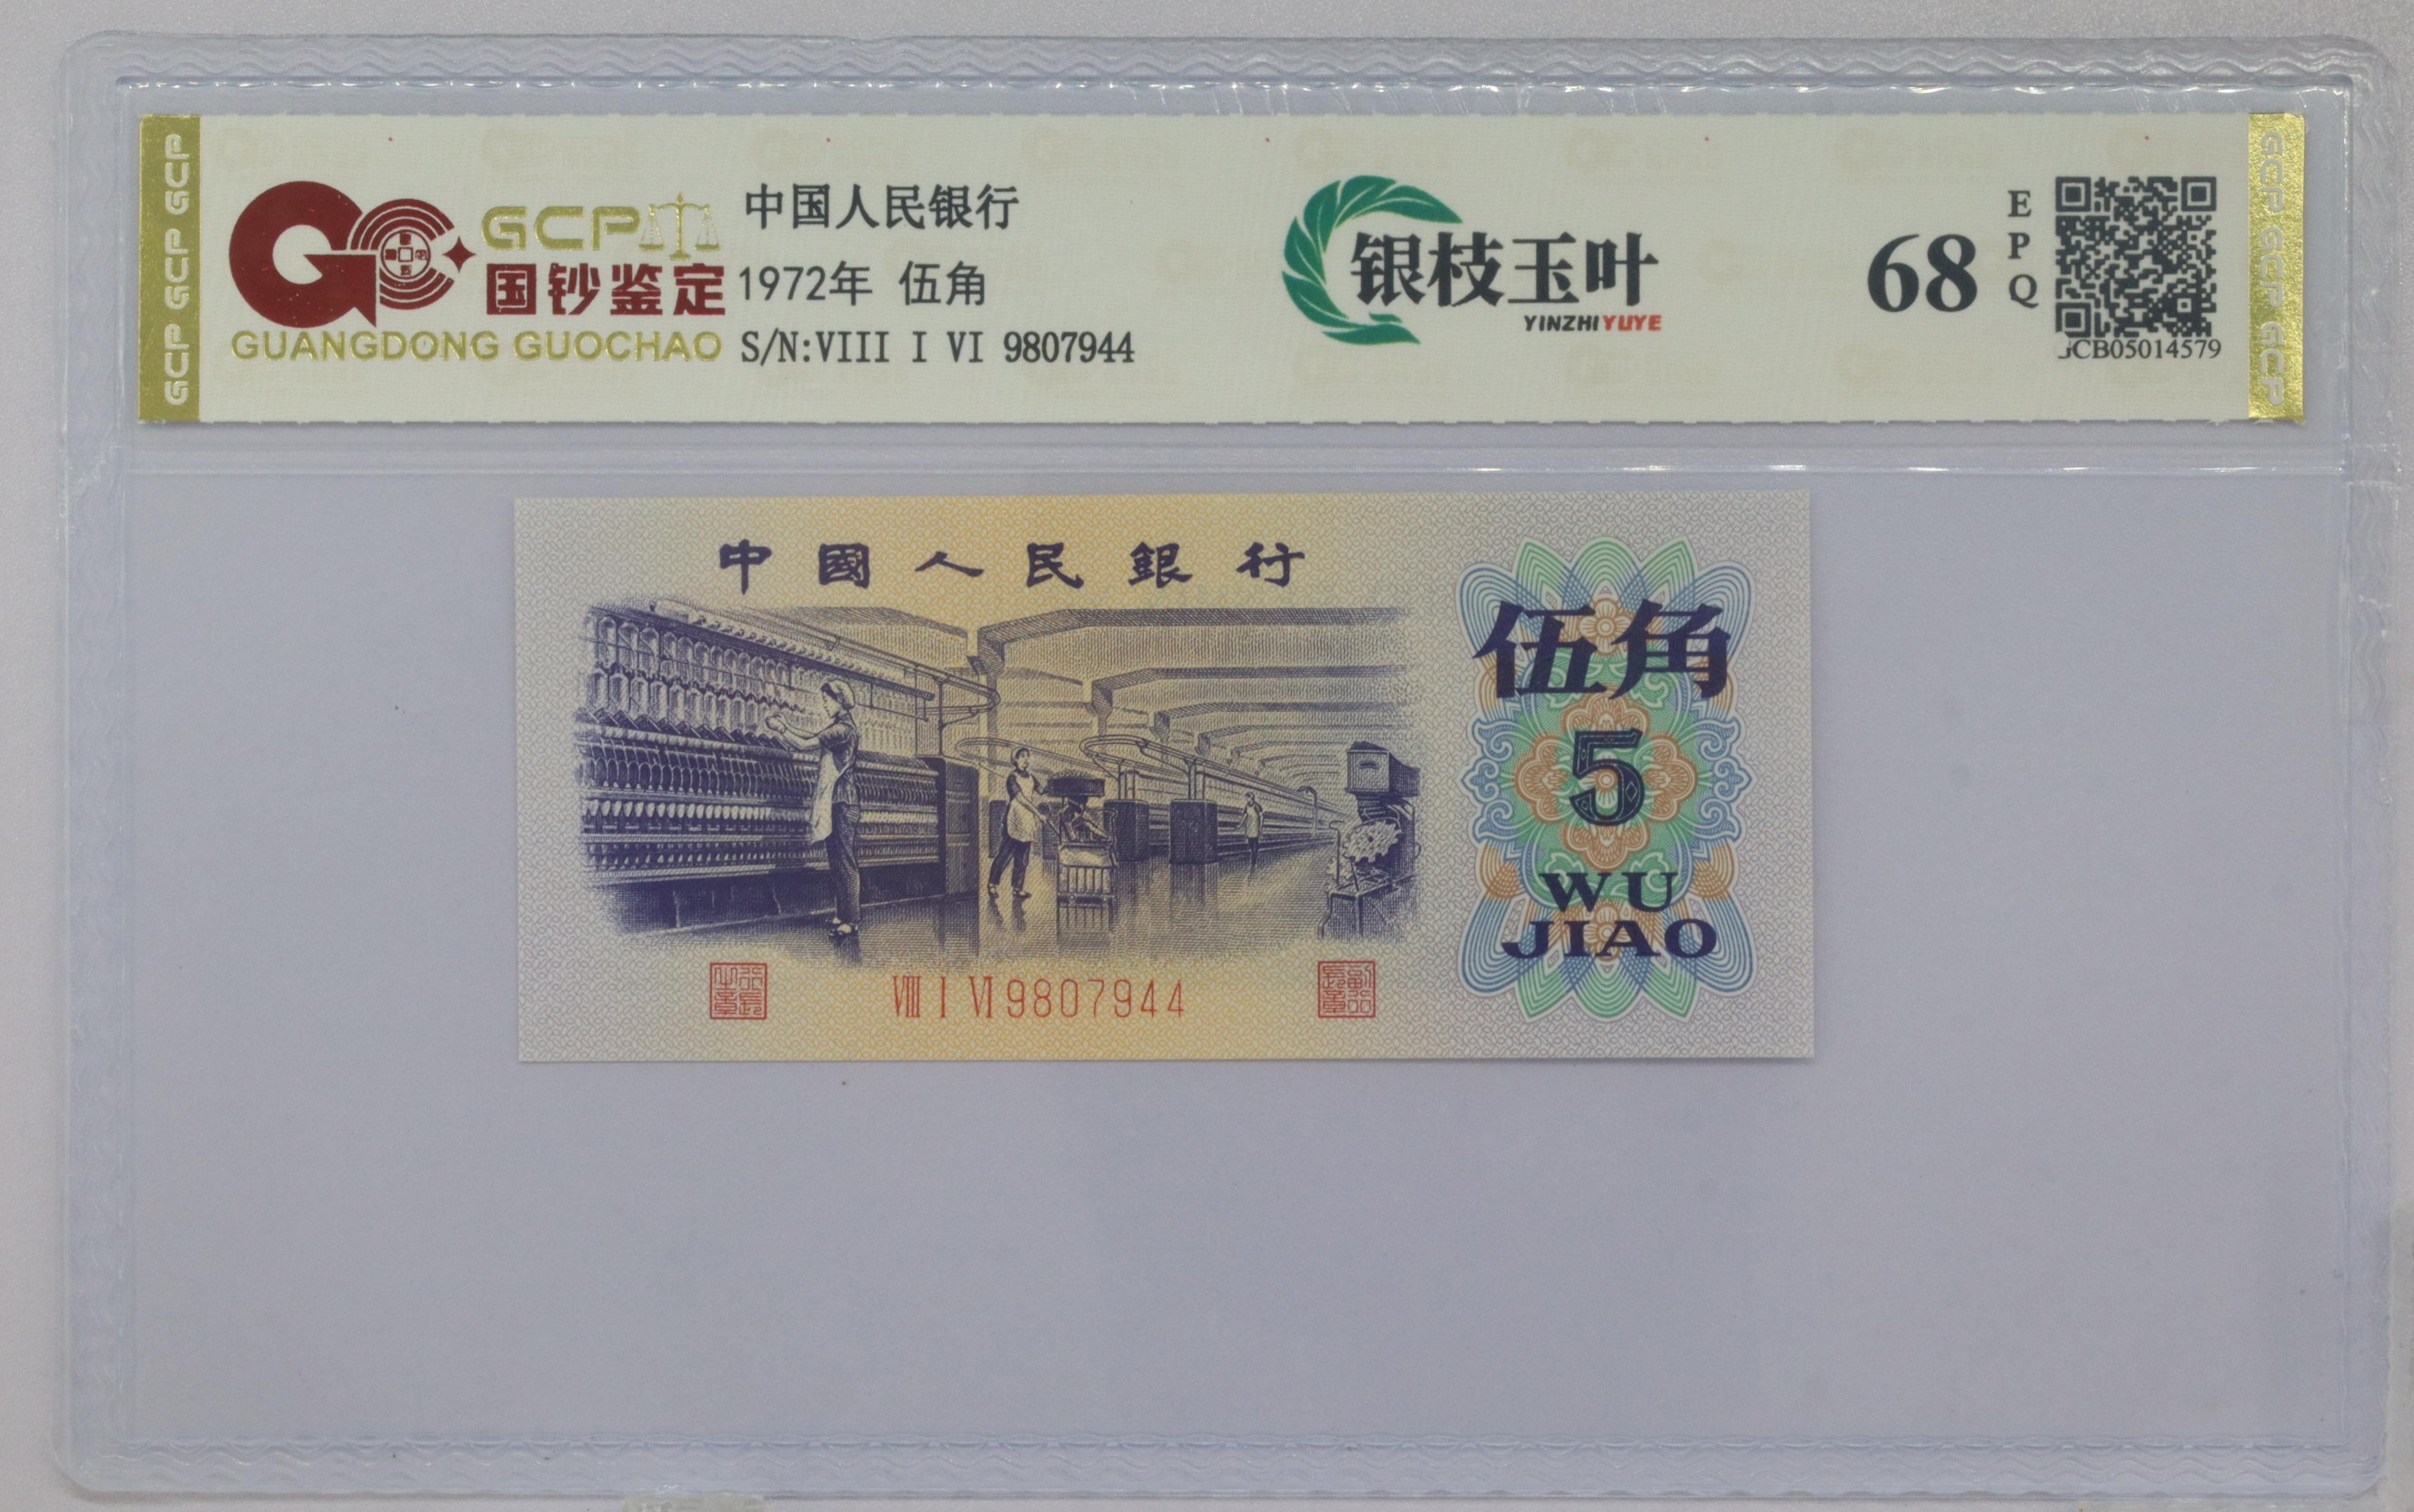 GCP GCP GCP
GCP
国钞鉴定
GUANGDONG GUOCHAO
中国人民银行
1972年 伍角
S/N:VIII I VI 9807944
银枝玉叶
YINZHIYUYE
68
EPQ
JCB05014579
GCP GCP GCP
中國人民銀行
伍角
5
WU
JIAO
VIII I VI 9807944